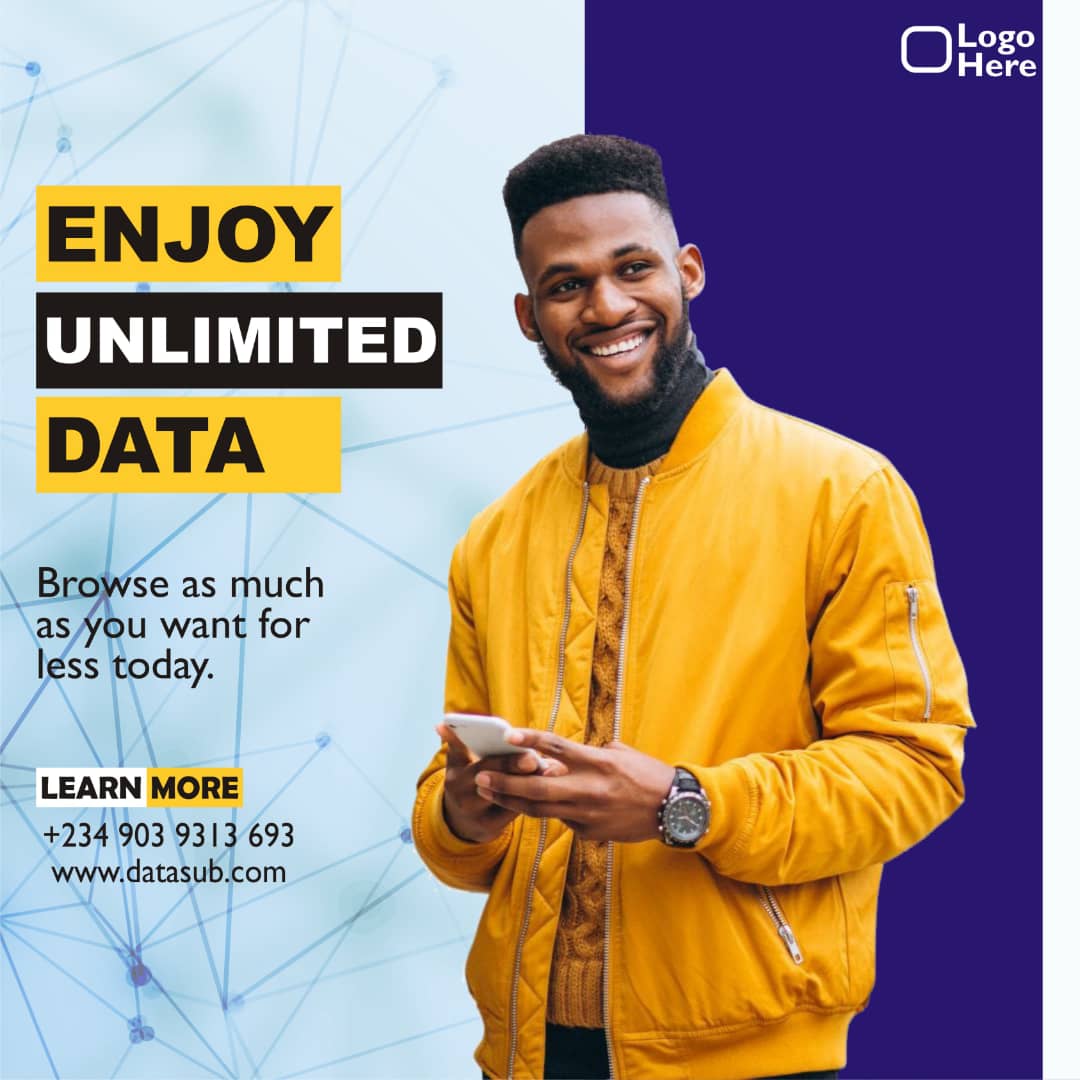 Logo
Here
ENJOY
UNLIMITED
DATA
Browse as much
as you want for
less today.
LEARN MORE
+234 903 9313 693
www.datasub.com